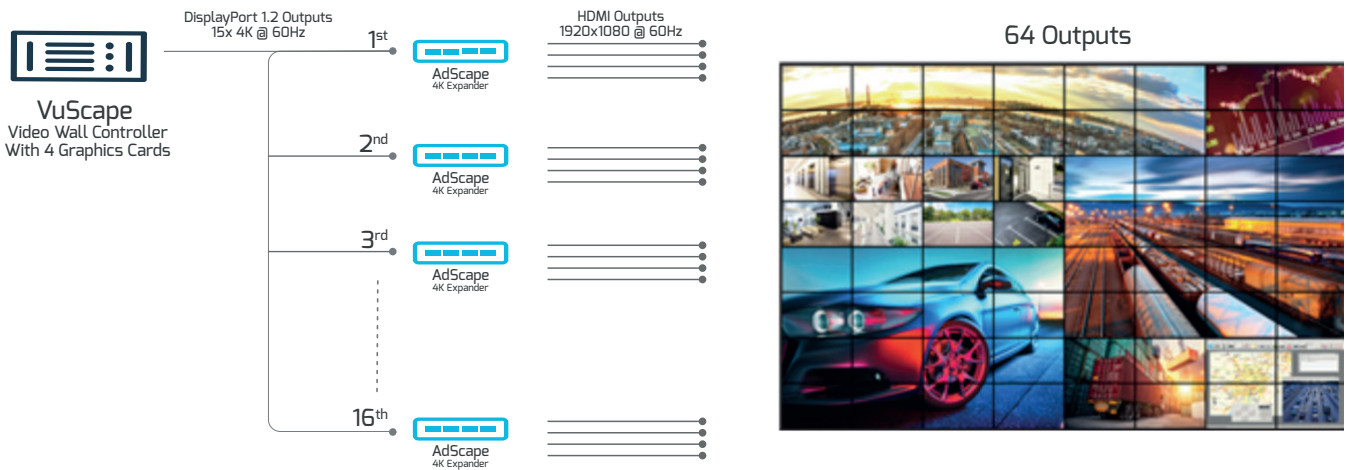 DisplayPort 1.2 Outputs
15x 4K @ 60Hz
HDMI Outputs
1920x1080 @ 60Hz
64 Outputs
VuScape
Video Wall Controller
With 4 Graphics Cards
1st
AdScape
4K Expander
2nd
AdScape
4K Expander
3rd
AdScape
4K Expander
16th
AdScape
4K Expander